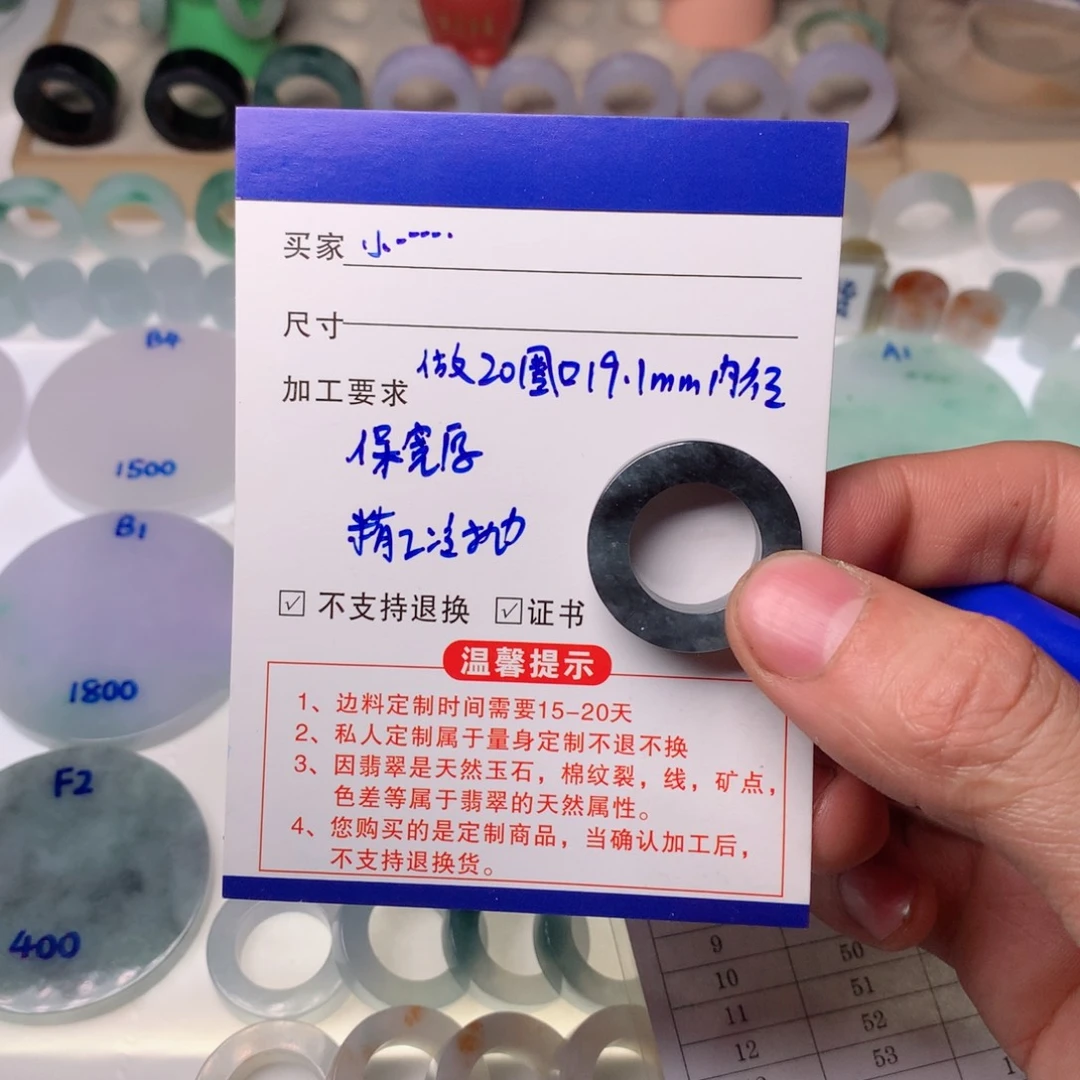 买家 小
尺寸
加工要求 做20圈口19.1mm内径
保宽厚
精工冷抛
☑ 不支持退换 ☑ 证书
温馨提示
1、边料定制时间需要15-20天
2、私人定制属于量身定制不退不换
3、因翡翠是天然玉石，棉纹裂，线，矿点，
色差等属于翡翠的天然属性。
4、您购买的是定制商品，当确认加工后，
不支持退换货。
B4
1500
B1
1800
F2
400
A1
9 50
10 51
11 52
12 53